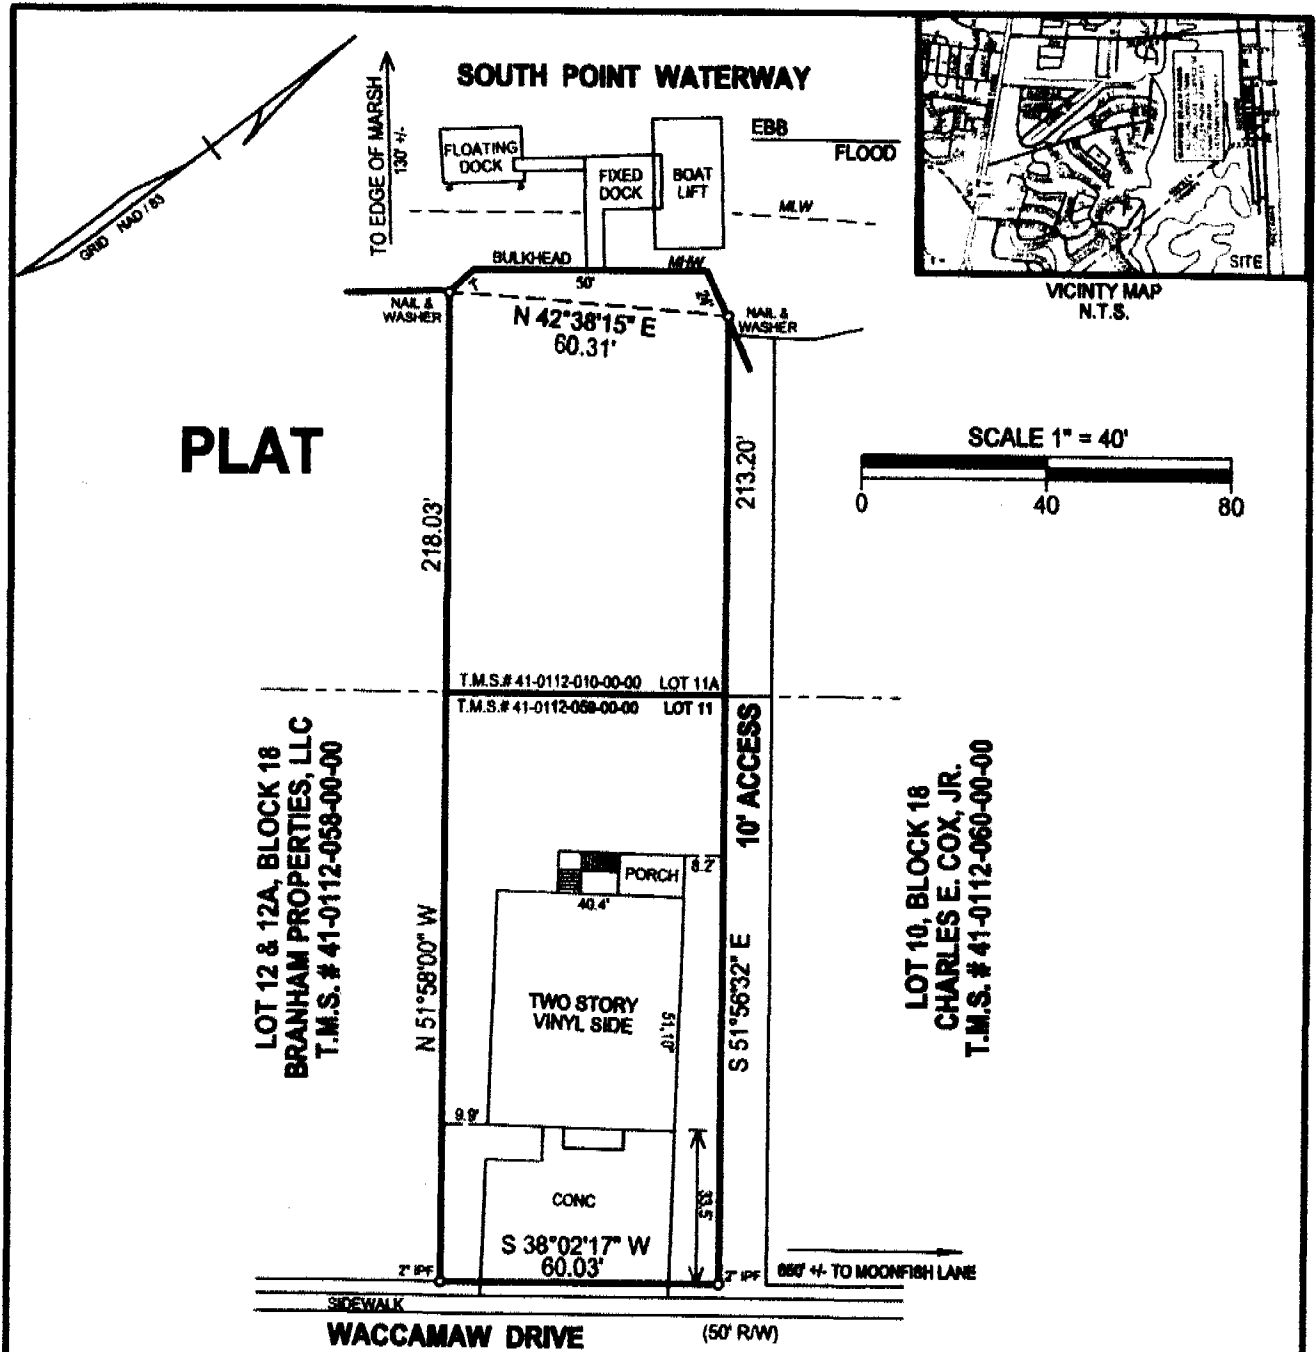 SOUTH POINT WATERWAY
TO EDGE OF MARSH
130' +/-
GRID NAD / 83
FLOATING
DOCK
FIXED
DOCK
BOAT
LIFT
EBB
FLOOD
MLW
BULKHEAD
MHW
50'
NAIL &
WASHER
NAIL &
WASHER
N 42°38'15" E
60.31'
SITE
VICINTY MAP
N.T.S.
PLAT
SCALE 1" = 40'
0 40 80
218.03'
213.20'
T.M.S.# 41-0112-010-00-00 LOT 11A
T.M.S.# 41-0112-059-00-00 LOT 11
10' ACCESS
LOT 12 & 12A, BLOCK 18
BRANHAM PROPERTIES, LLC
T.M.S. # 41-0112-058-00-00
LOT 10, BLOCK 18
CHARLES E. COX, JR.
T.M.S. # 41-0112-060-00-00
PORCH
8.2'
40.4'
N 51°58'00" W
S 51°56'32" E
TWO STORY
VINYL SIDE
51.10'
9.9'
CONC
33.5'
S 38°02'17" W
60.03'
2" IPF
2" IPF
+/- TO MOONFISH LANE
SIDEWALK
WACCAMAW DRIVE
(50' R/W)